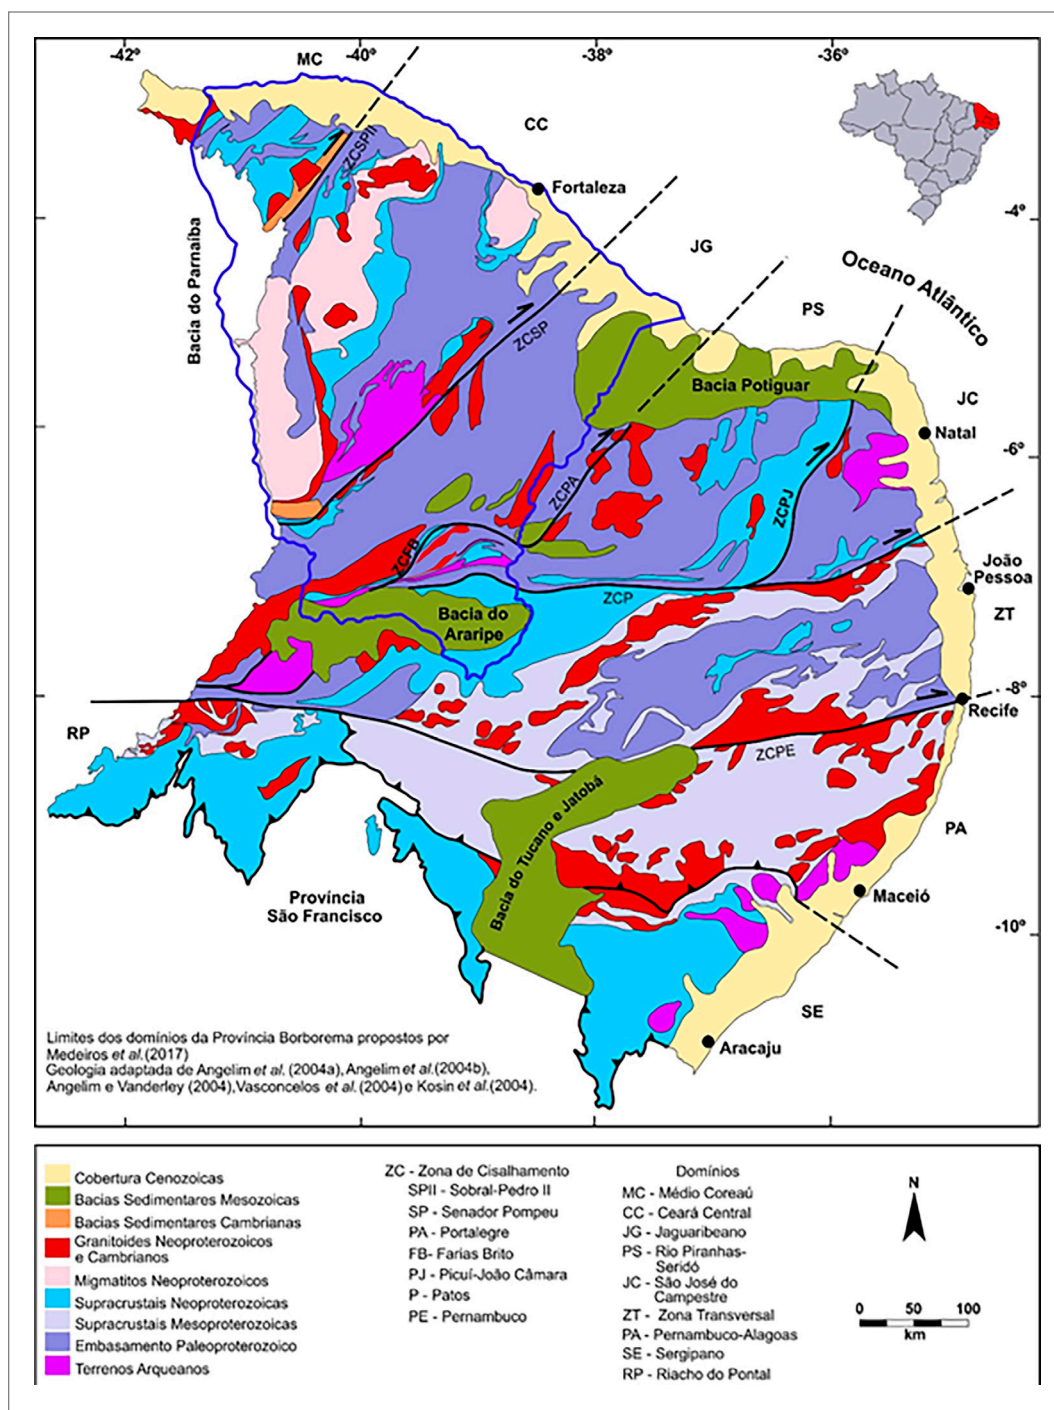 -42º
-40º
-38º
-36º
MC
CC
ZCSPII
Fortaleza
-4º
JG
Bacia do Parnaíba
Oceano Atlântico
PS
ZCSP
Bacia Potiguar
JC
Natal
-6º
ZCPA
ZCPJ
ZCFB
João
Pessoa
ZCP
ZT
Bacia do
Araripe
-8º
Recife
RP
ZCPE
Bacia do Tucano e Jatobá
PA
Província
São Francisco
Maceió
-10º
SE
Aracaju
Limites dos domínios da Província Borborema propostos por
Medeiros et al.(2017)
Geologia adaptada de Angelim et al. (2004a), Angelim et al.(2004b),
Angelim e Vanderley (2004),Vasconcelos et al.(2004) e Kosin et al.(2004).
Cobertura Cenozoicas
Bacias Sedimentares Mesozoicas
Bacias Sedimentares Cambrianas
Granitoides Neoproterozoicos
e Cambrianos
Migmatitos Neoproterozoicos
Supracrustais Neoproterozoicas
Supracrustais Mesoproterozoicas
Embasamento Paleoproterozoico
Terrenos Arqueanos
ZC - Zona de Cisalhamento
SPII - Sobral-Pedro II
SP - Senador Pompeu
PA - Portalegre
FB- Farias Brito
PJ - Picuí-João Câmara
P - Patos
PE - Pernambuco
Domínios
MC - Médio Coreaú
CC - Ceará Central
JG - Jaguaribeano
PS - Rio Piranhas-
Seridó
JC - São José do
Campestre
ZT - Zona Transversal
PA - Pernambuco-Alagoas
SE - Sergipano
RP - Riacho do Pontal
N
0 50 100
km